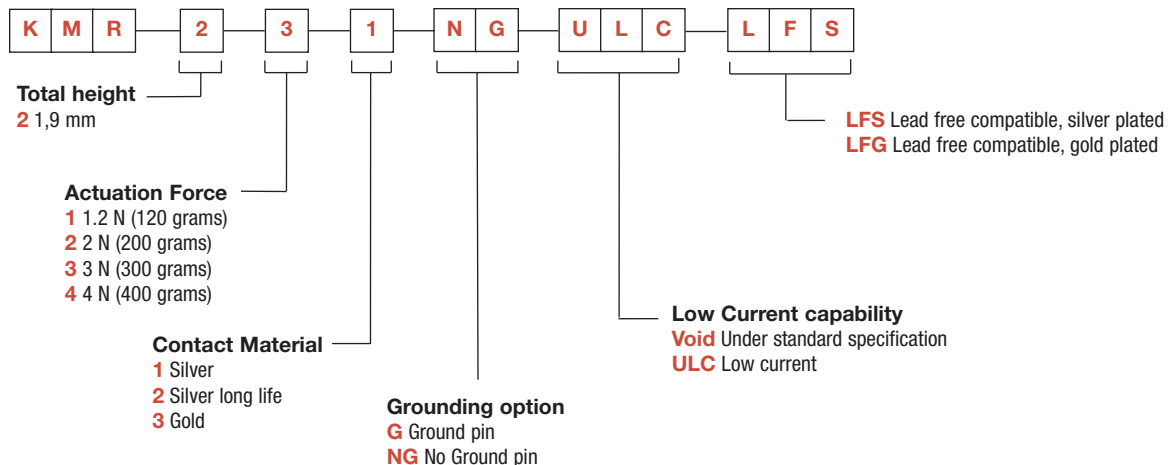 K M R 2 3 1 N G U L C L F S
Total height
2 1,9 mm
LFS Lead free compatible, silver plated
LFG Lead free compatible, gold plated
Actuation Force
1 1.2 N (120 grams)
2 2 N (200 grams)
3 3 N (300 grams)
4 4 N (400 grams)
Low Current capability
Void Under standard specification
ULC Low current
Contact Material
1 Silver
2 Silver long life
3 Gold
Grounding option
G Ground pin
NG No Ground pin